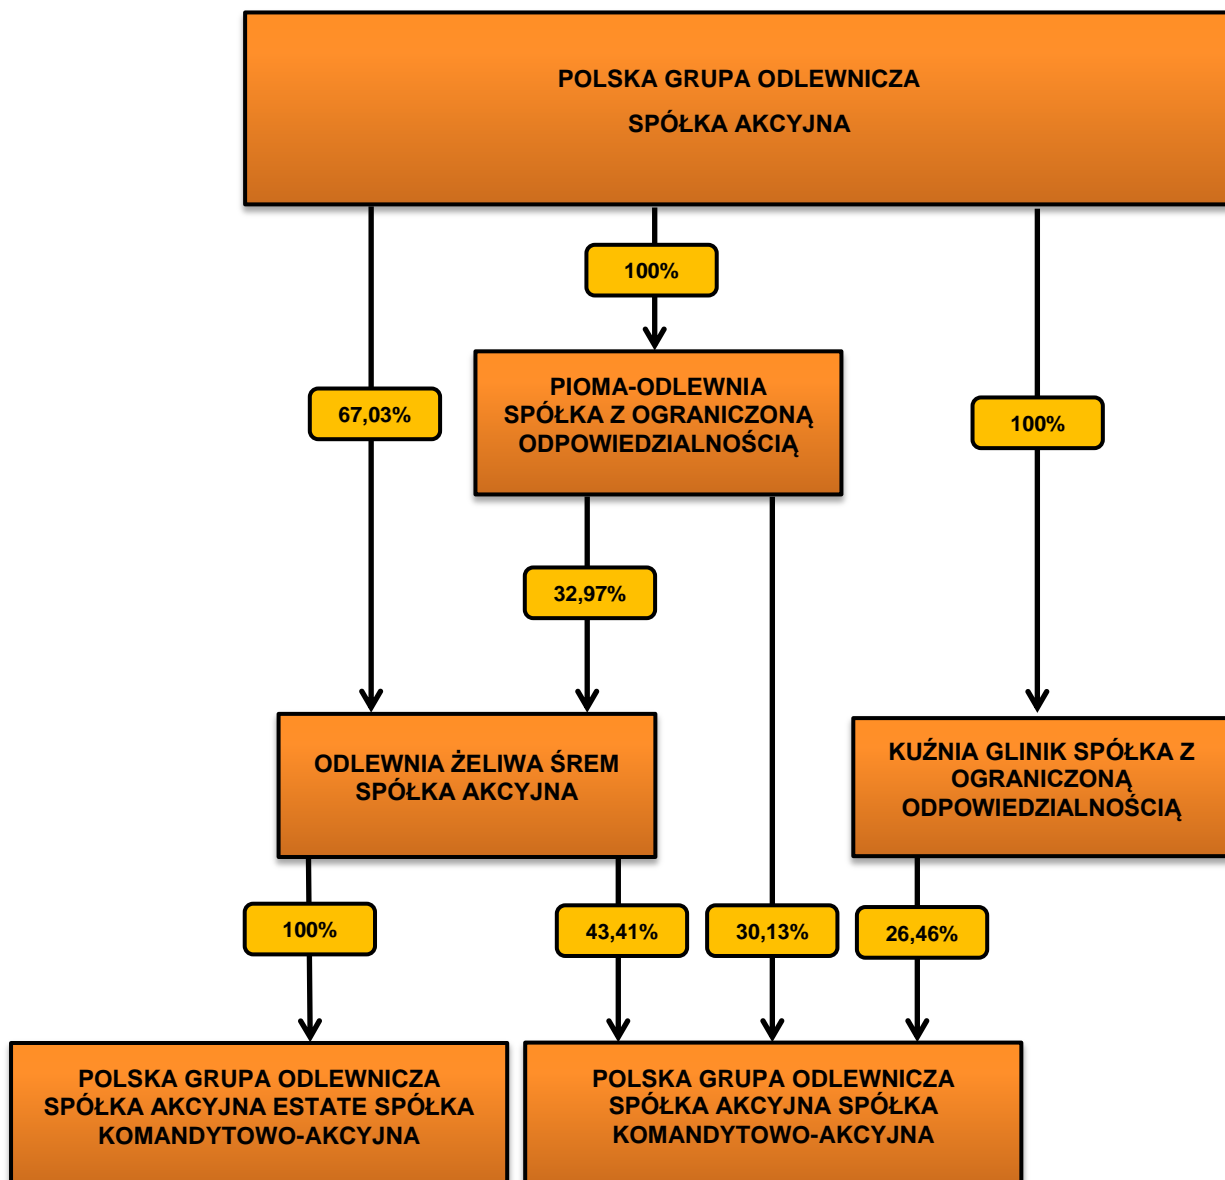 POLSKA GRUPA ODLEWNICZA
SPÓŁKA AKCYJNA
100%
PIOMA-ODLEWNIA
SPÓŁKA Z OGRANICZONĄ
ODPOWIEDZIALNOŚCIĄ
67,03%
100%
32,97%
ODLEWNIA ŻELIWA ŚREM
SPÓŁKA AKCYJNA
KUŹNIA GLINIK SPÓŁKA Z
OGRANICZONĄ
ODPOWIEDZIALNOŚCIĄ
100%
43,41%
30,13%
26,46%
POLSKA GRUPA ODLEWNICZA
SPÓŁKA AKCYJNA ESTATE SPÓŁKA
KOMANDYTOWO-AKCYJNA
POLSKA GRUPA ODLEWNICZA
SPÓŁKA AKCYJNA SPÓŁKA
KOMANDYTOWO-AKCYJNA